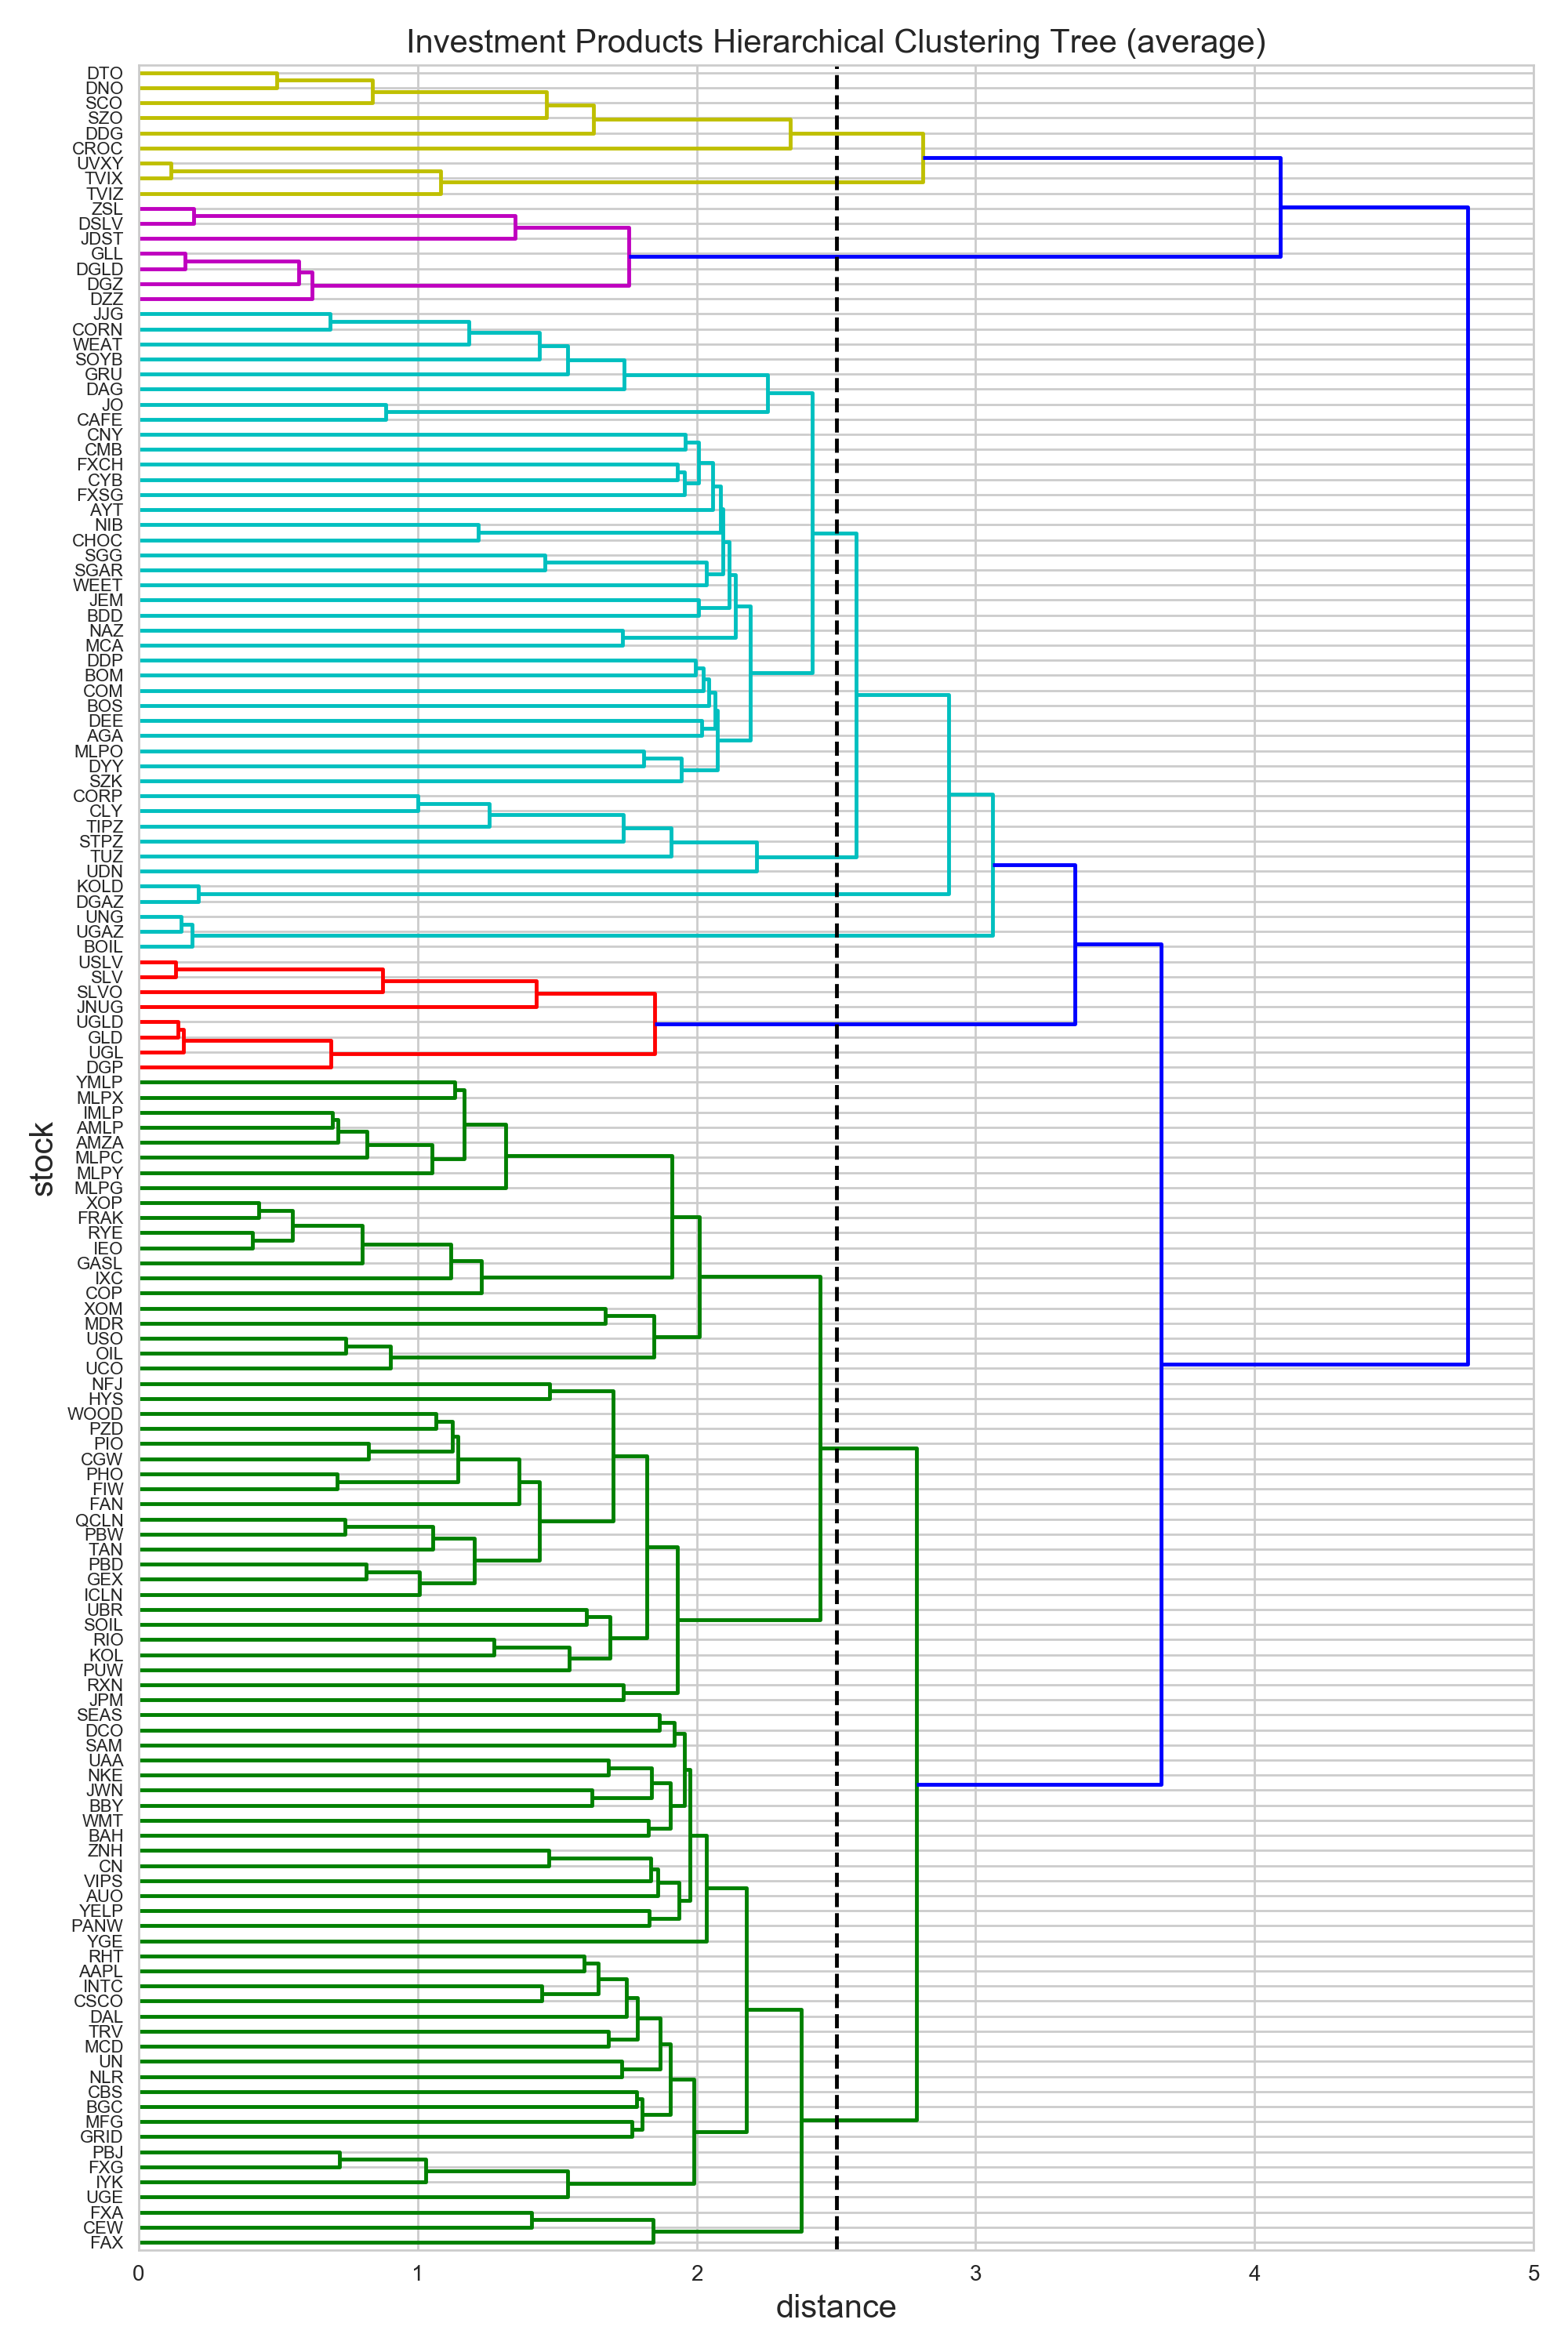 Investment Products Hierarchical Clustering Tree (average)
DTO
DNO
SCO
SZO
DDG
CROC
UVXY
TVIX
TVIZ
ZSL
DSLV
JDST
GLL
DGLD
DGZ
DZZ
JJG
CORN
WEAT
SOYB
GRU
DAG
JO
CAFE
CNY
CMB
FXCH
CYB
FXSG
AYT
NIB
CHOC
SGG
SGAR
WEET
JEM
BDD
NAZ
MCA
DDP
BOM
COM
BOS
DEE
AGA
MLPO
DYY
SZK
CORP
CLY
TIPZ
STPZ
TUZ
UDN
KOLD
DGAZ
UNG
UGAZ
BOIL
USLV
SLV
SLVO
JNUG
UGLD
GLD
UGL
DGP
YMLP
MLPX
IMLP
AMLP
AMZA
MLPC
MLPY
MLPG
XOP
FRAK
RYE
IEO
GASL
IXC
COP
XOM
MDR
USO
OIL
UCO
NFJ
HYS
WOOD
PZD
PIO
CGW
PHO
FIW
FAN
QCLN
PBW
TAN
PBD
GEX
ICLN
UBR
SOIL
RIO
KOL
PUW
RXN
JPM
SEAS
DCO
SAM
UAA
NKE
JWN
BBY
WMT
BAH
ZNH
CN
VIPS
AUO
YELP
PANW
YGE
RHT
AAPL
INTC
CSCO
DAL
TRV
MCD
UN
NLR
CBS
BGC
MFG
GRID
PBJ
FXG
IYK
UGE
FXA
CEW
FAX
stock
0 1 2 3 4 5
distance